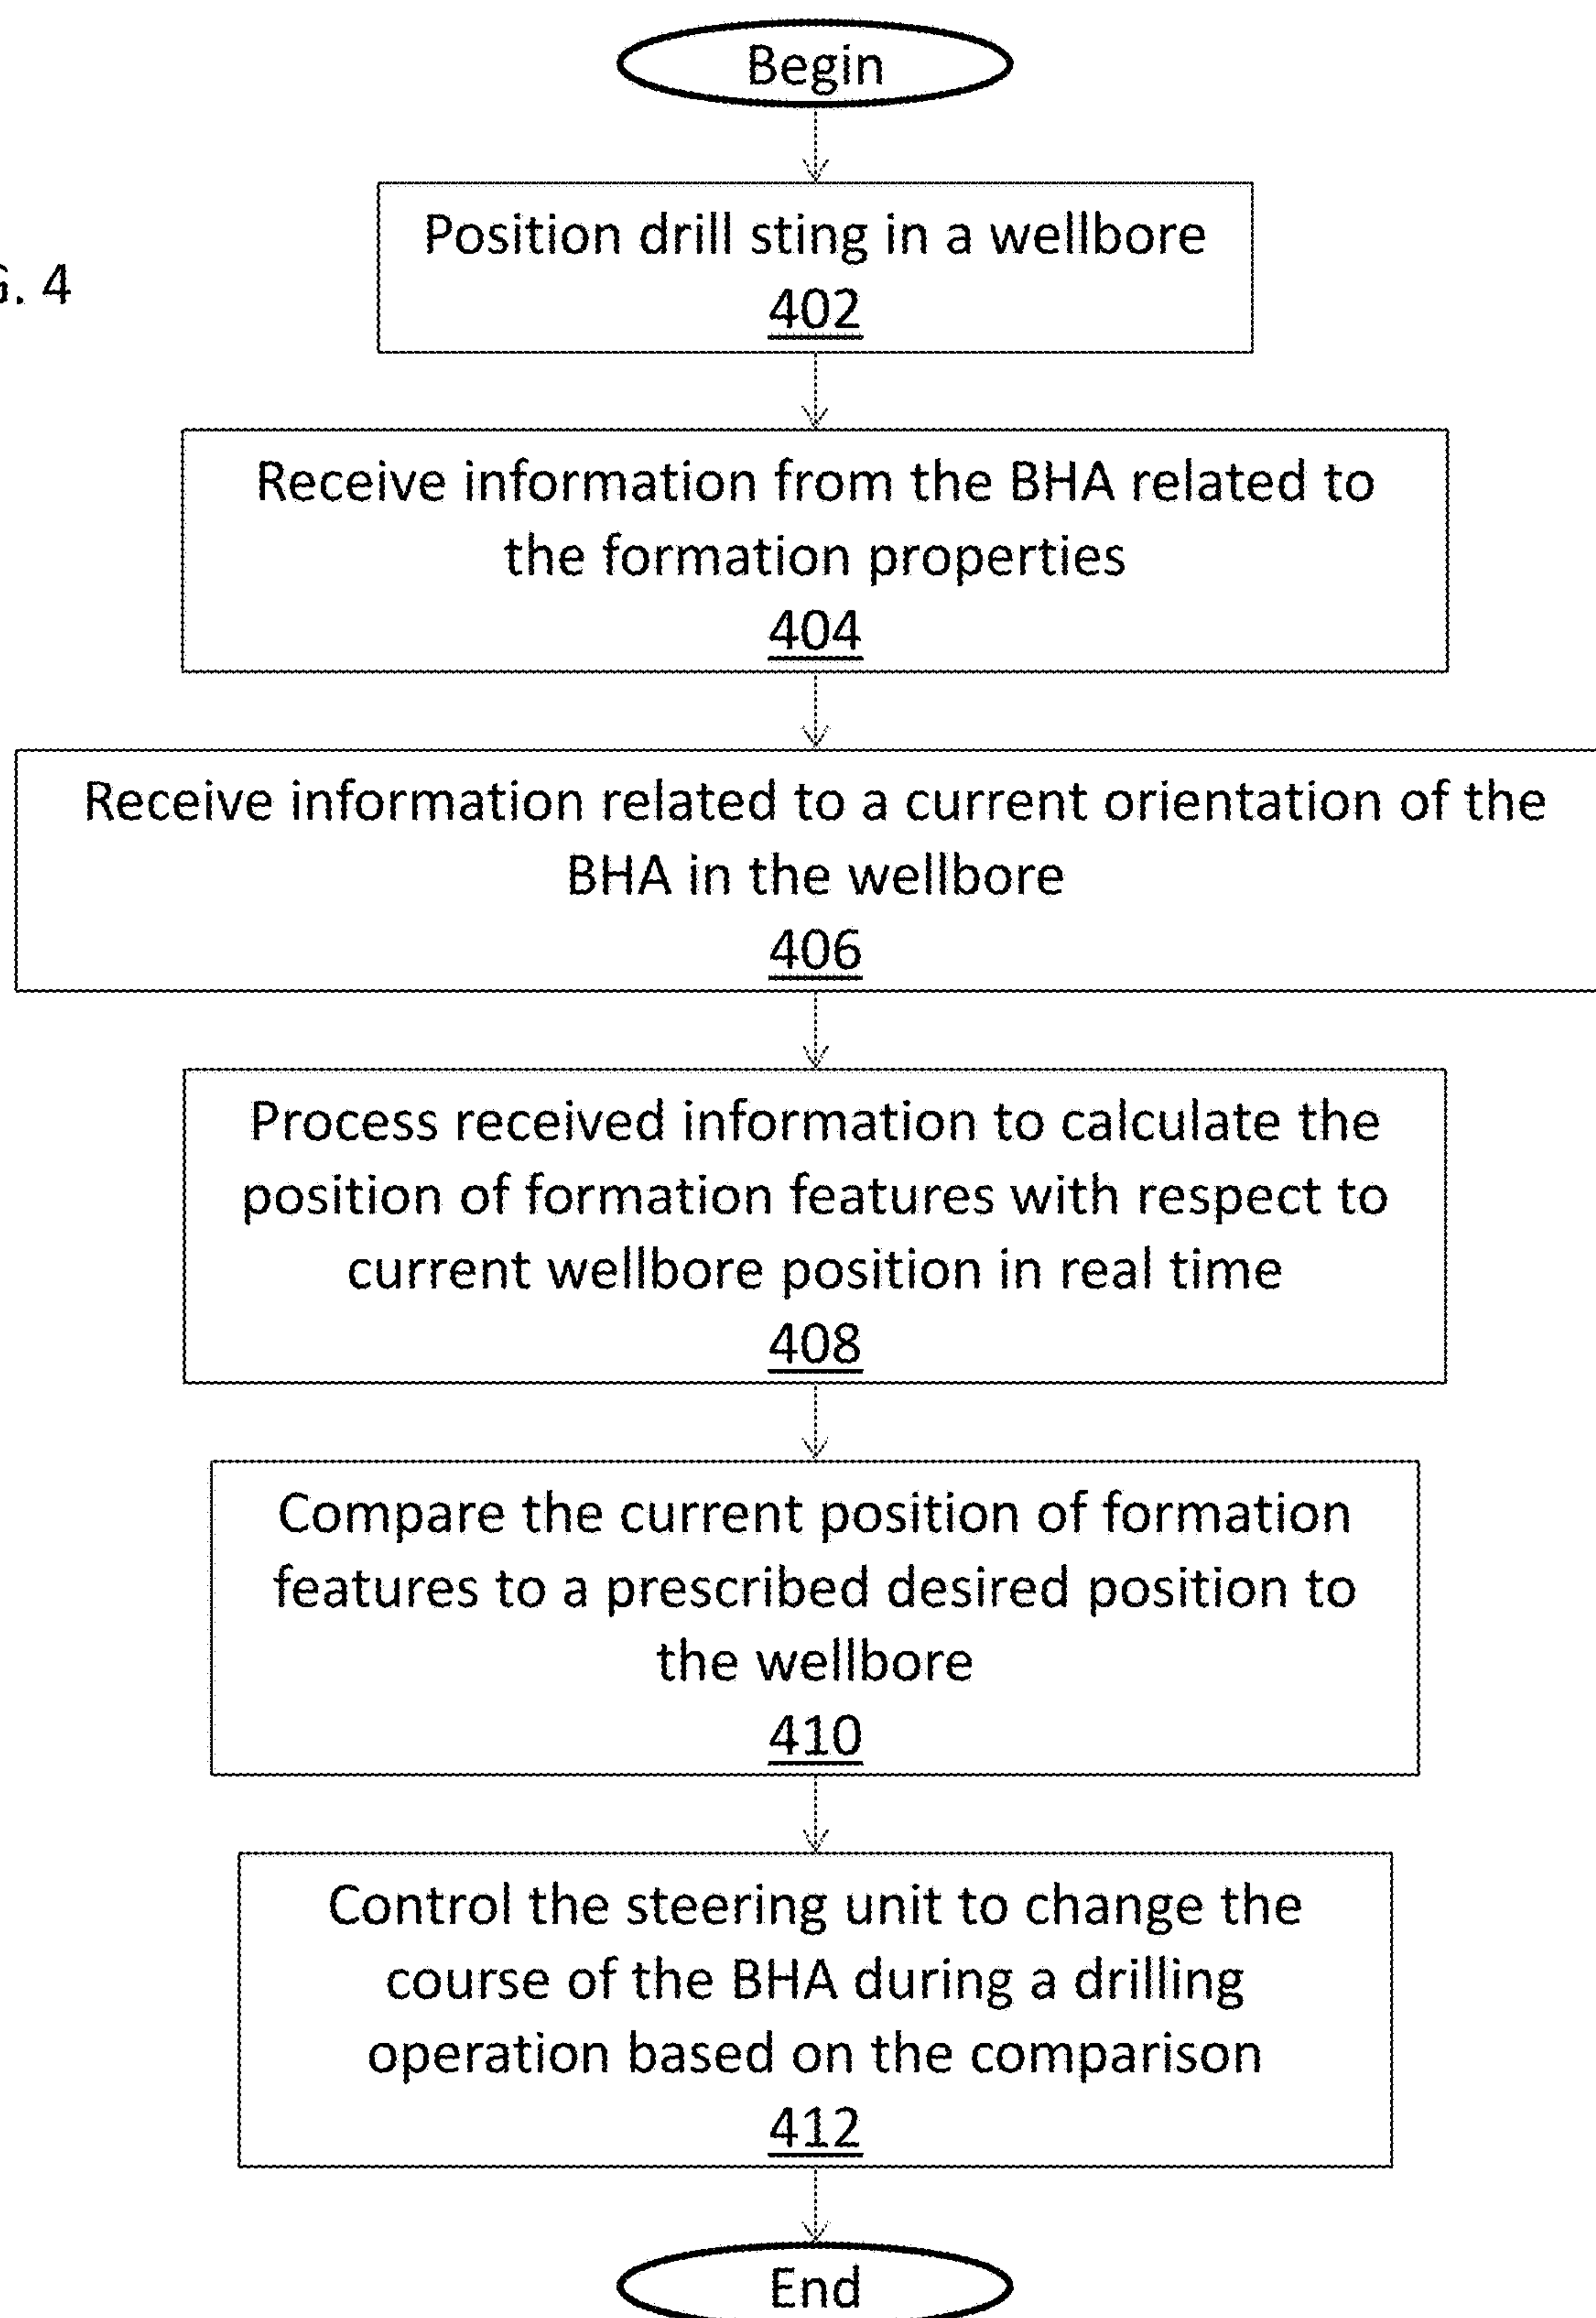 Begin
Position drill sting in a wellbore
402
G. 4
Receive information from the BHA related to
the formation properties
404
Receive information related to a current orientation of the
BHA in the wellbore
406
Process received information to calculate the
position of formation features with respect to
current wellbore position in real time
408
Compare the current position of formation
features to a prescribed desired position to
the wellbore
410
Control the steering unit to change the
course of the BHA during a drilling
operation based on the comparison
412
End